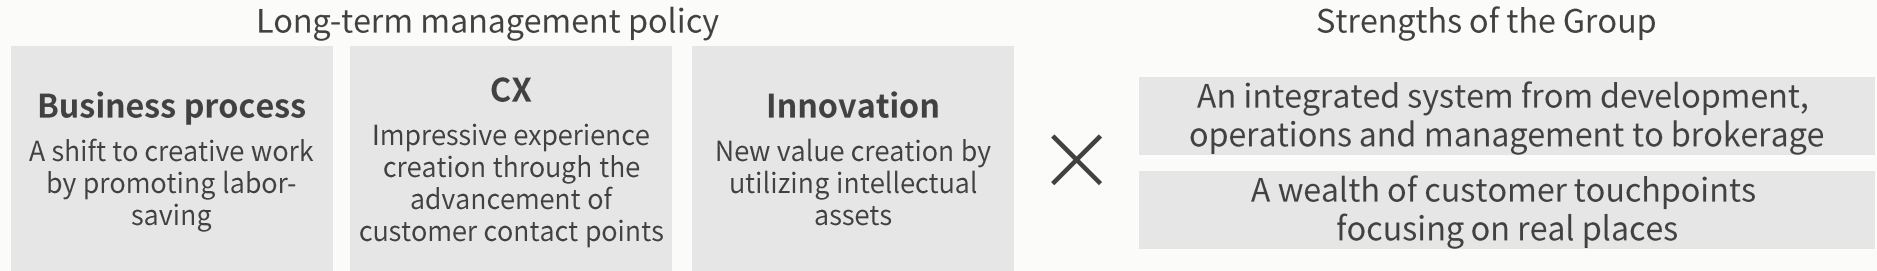 Long-term management policy
Business process
A shift to creative work
by promoting labor-
saving
CX
Impressive experience
creation through the
advancement of
customer contact points
Innovation
New value creation by
utilizing intellectual
assets
×
Strengths of the Group
An integrated system from development,
operations and management to brokerage
A wealth of customer touchpoints
focusing on real places